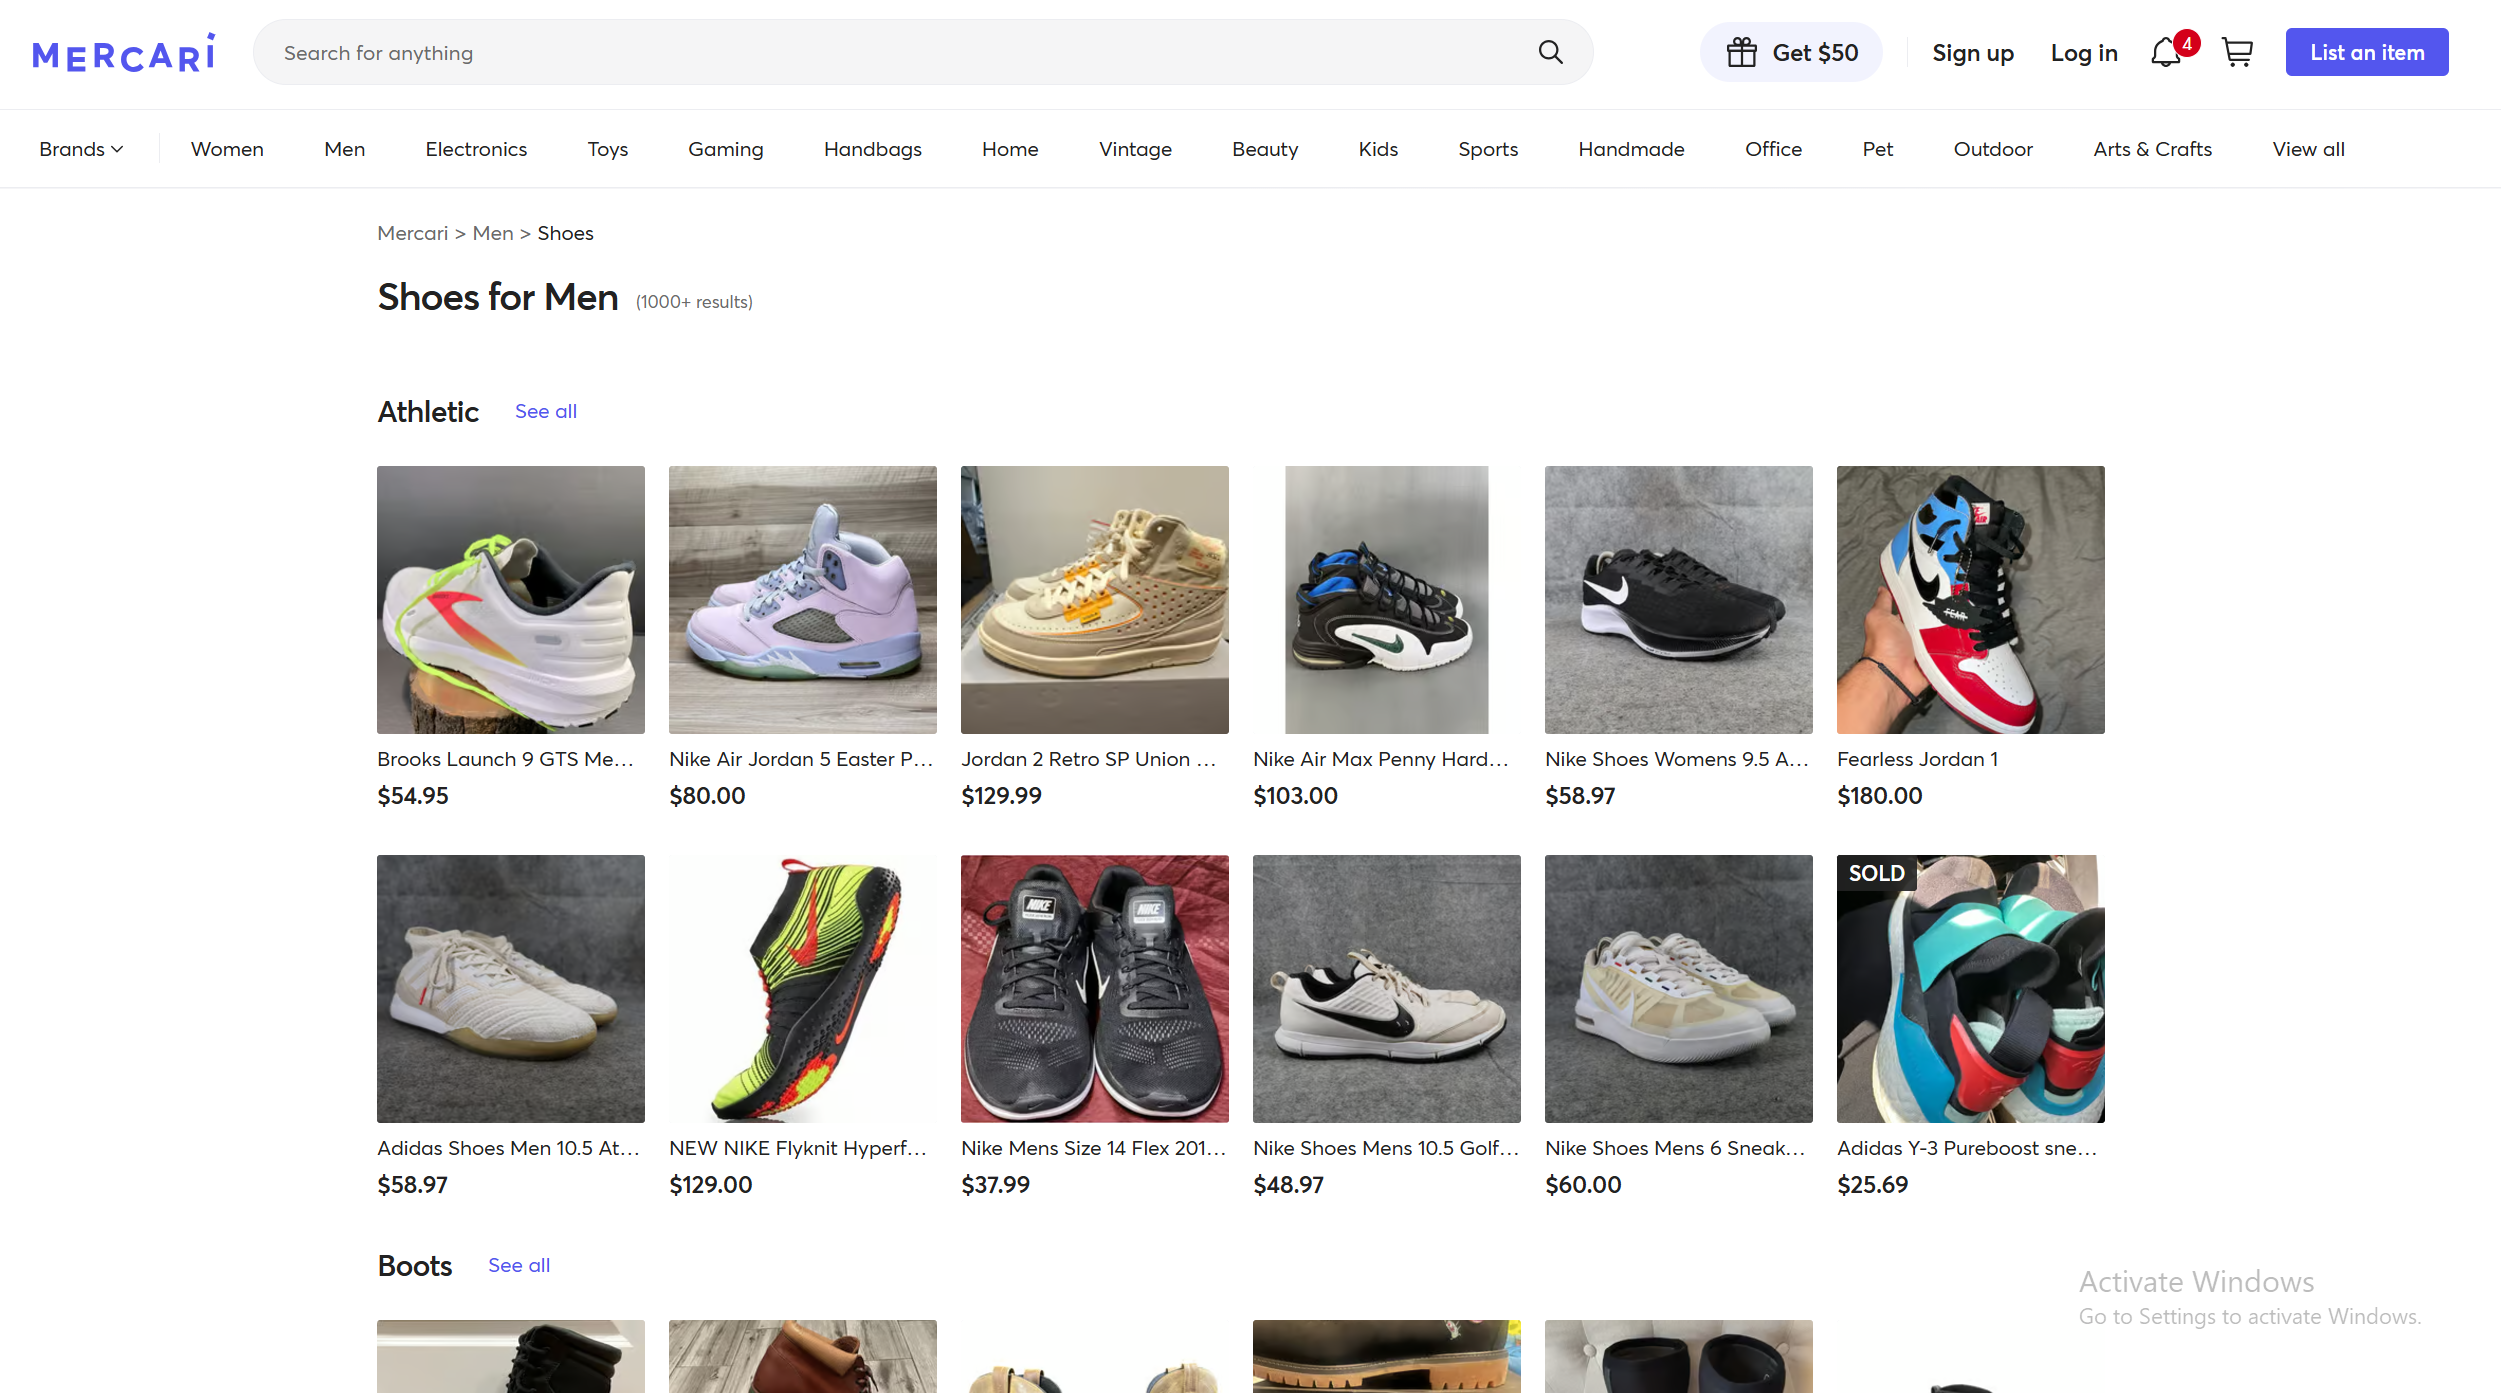 MERCARI
Search for anything
Get $50
Sign up
Log in
4
List an item
Brands
Women
Men
Electronics
Toys
Gaming
Handbags
Home
Vintage
Beauty
Kids
Sports
Handmade
Office
Pet
Outdoor
Arts & Crafts
View all
Mercari > Men > Shoes
Shoes for Men (1000+ results)
Athletic See all
Brooks Launch 9 GTS Me...
$54.95
Nike Air Jordan 5 Easter P...
$80.00
Jordan 2 Retro SP Union ...
$129.99
Nike Air Max Penny Hard...
$103.00
Nike Shoes Womens 9.5 A...
$58.97
FEAR
Fearless Jordan 1
$180.00
Adidas Shoes Men 10.5 At...
$58.97
NEW NIKE Flyknit Hyperf...
$129.00
NIKE
NIKE
Nike Mens Size 14 Flex 201...
$37.99
Nike Shoes Mens 10.5 Golf...
$48.97
Nike Shoes Mens 6 Sneak...
$60.00
SOLD
Adidas Y-3 Pureboost sne...
$25.69
Boots See all
Activate Windows
Go to Settings to activate Windows.